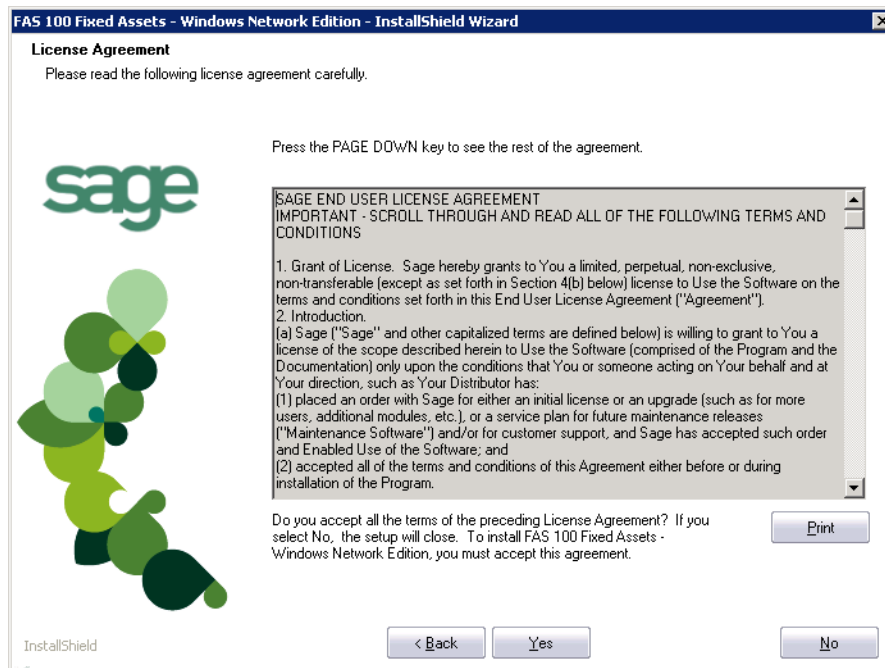 FAS 100 Fixed Assets - Windows Network Edition - InstallShield Wizard
License Agreement
Please read the following license agreement carefully.
Press the PAGE DOWN key to see the rest of the agreement.
sage
SAGE END USER LICENSE AGREEMENT
IMPORTANT - SCROLL THROUGH AND READ ALL OF THE FOLLOWING TERMS AND
CONDITIONS
1. Grant of License.  Sage hereby grants to You a limited, perpetual, non-exclusive,
non-transferable (except as set forth in Section 4(b) below) license to Use the Software on the
terms and conditions set forth in this End User License Agreement ("Agreement").
2. Introduction.
(a) Sage ("Sage" and other capitalized terms are defined below) is willing to grant to You a
license of the scope described herein to Use the Software (comprised of the Program and the
Documentation) only upon the conditions that You or someone acting on Your behalf and at
Your direction, such as Your Distributor has:
(1) placed an order with Sage for either an initial license or an upgrade (such as for more
users, additional modules, etc.), or a service plan for future maintenance releases
("Maintenance Software") and/or for customer support, and Sage has accepted such order
and Enabled Use of the Software; and
(2) accepted all of the terms and conditions of this Agreement either before or during
installation of the Program.
Do you accept all the terms of the preceding License Agreement?  If you
select No,  the setup will close.  To install FAS 100 Fixed Assets -
Windows Network Edition, you must accept this agreement.
Print
InstallShield
< Back
Yes
No